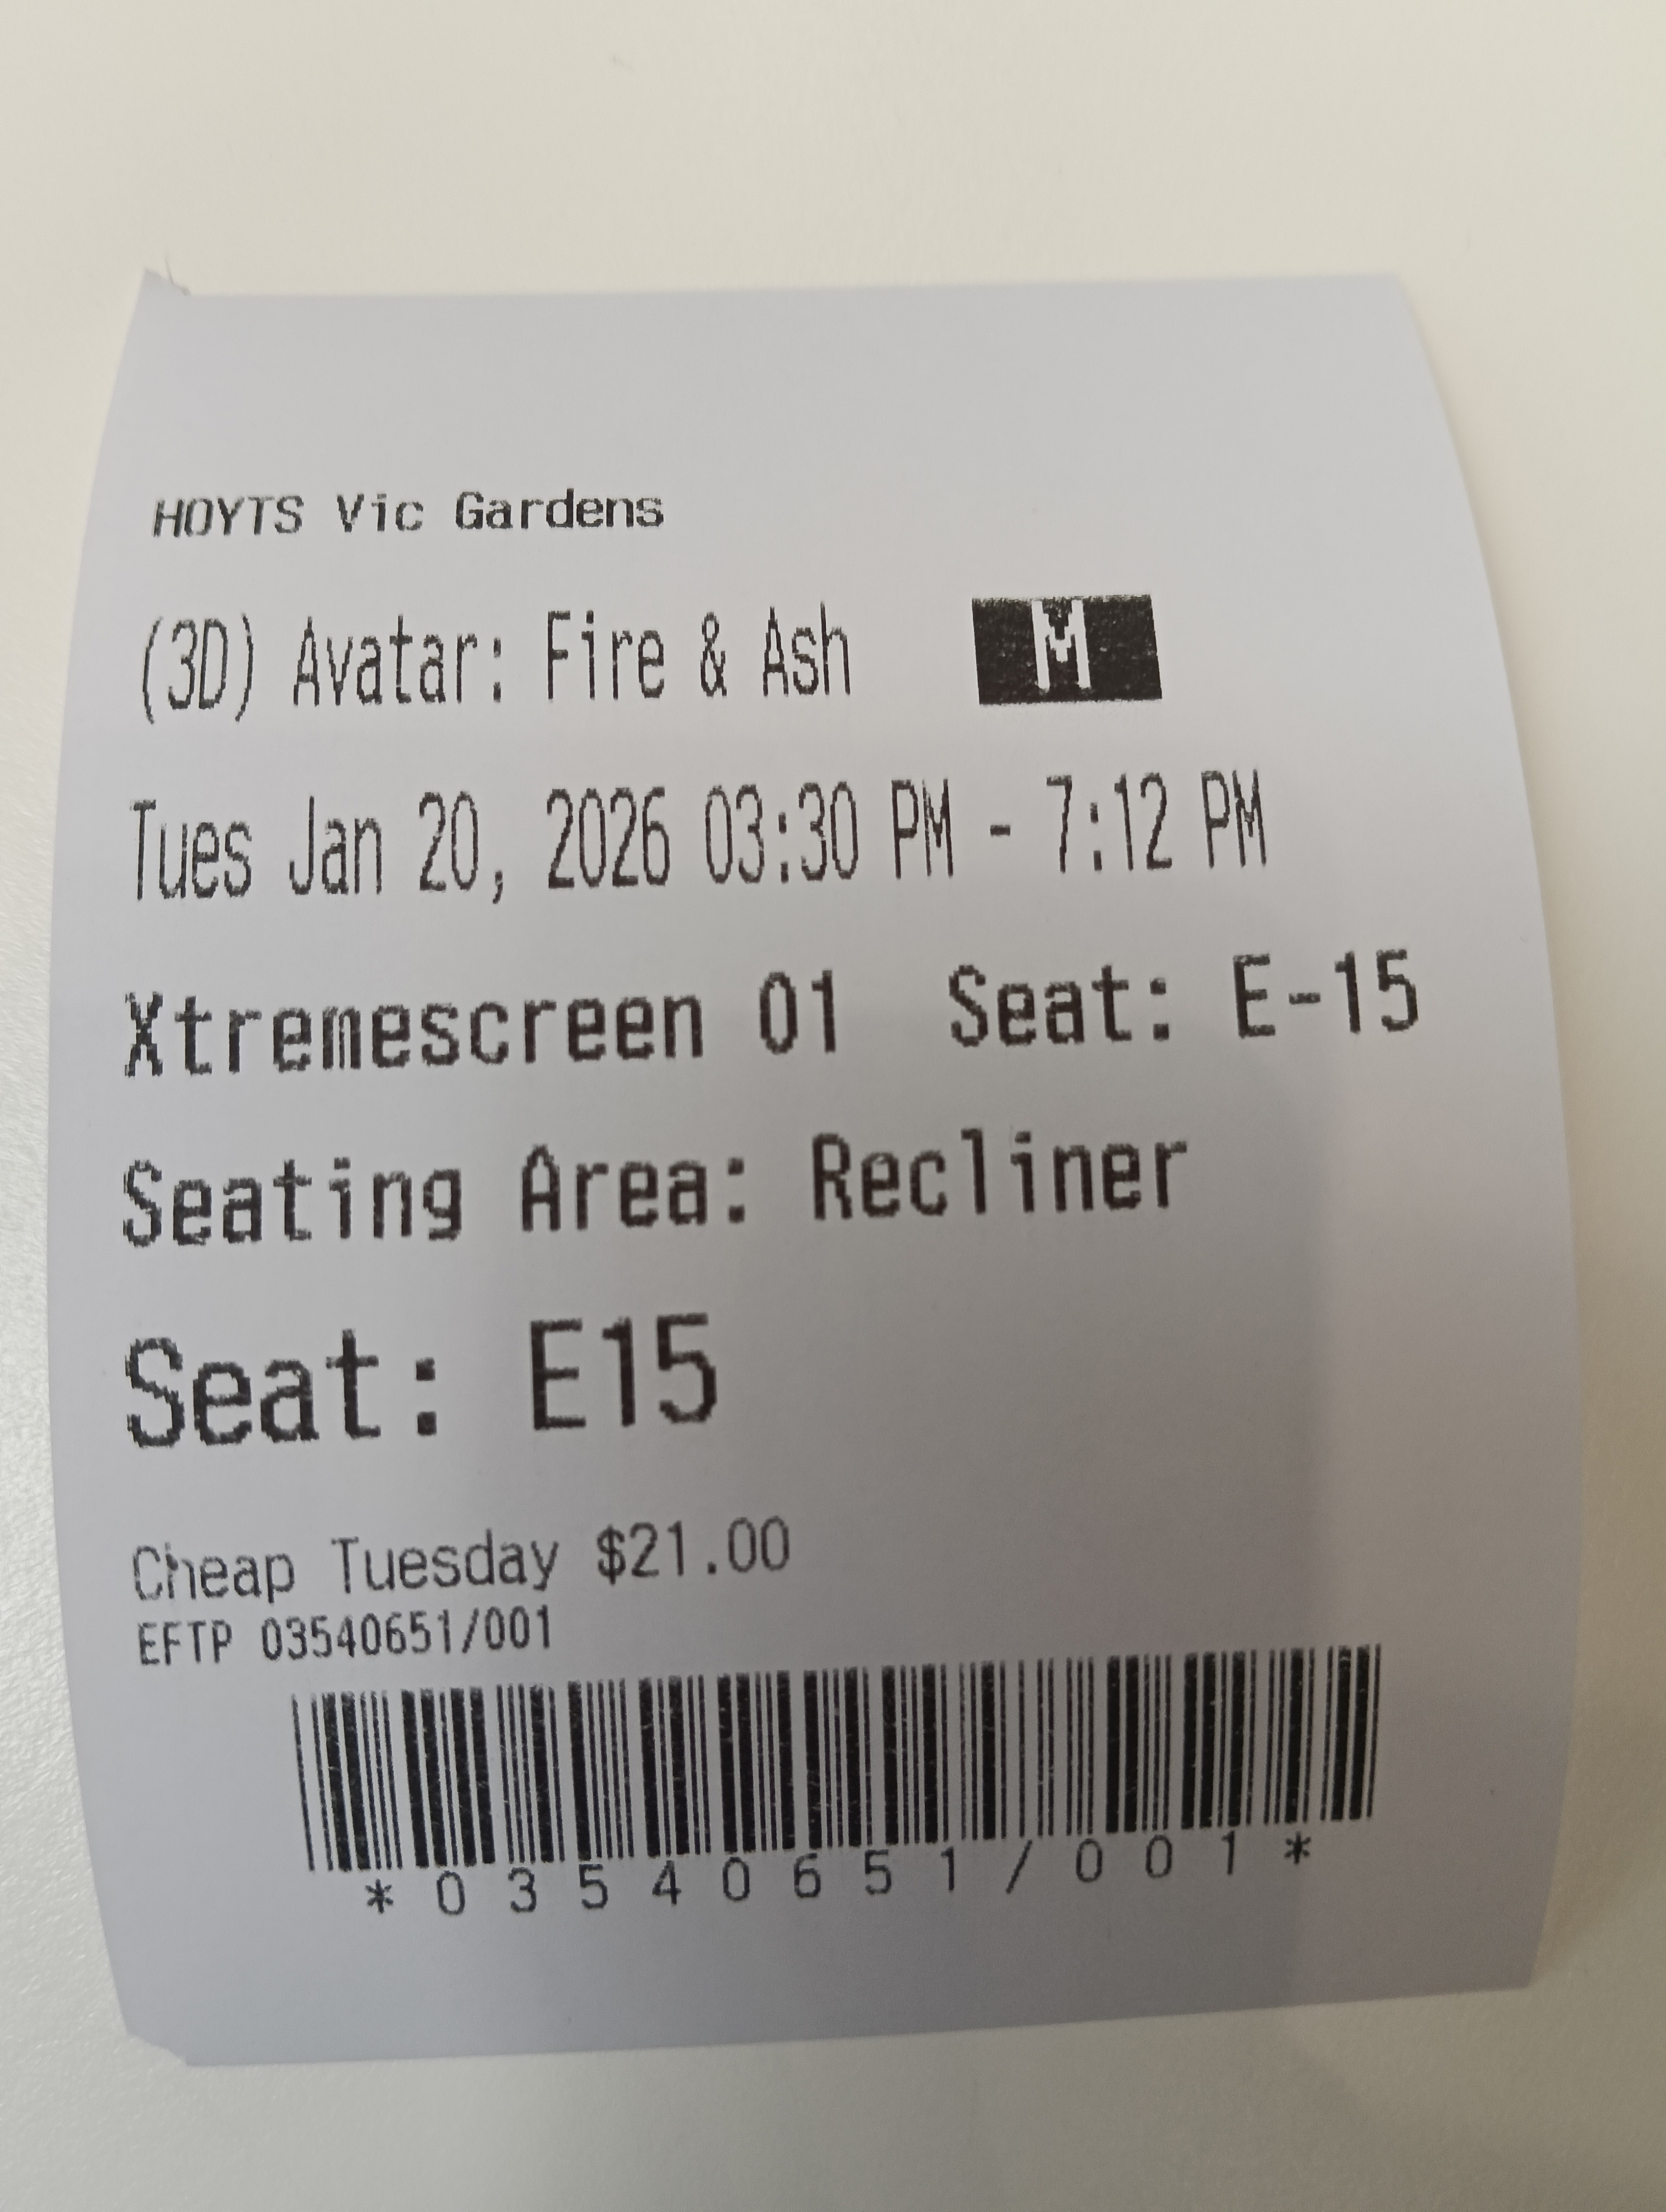 HOYTS Vic Gardens
(3D) Avatar: Fire & Ash M
Tues Jan 20, 2026 03:30 PM - 7:12 PM
Xtremescreen 01 Seat: E-15
Seating Area: Recliner
Seat: E15
Cheap Tuesday $21.00
EFTP 03540651/001
*03540651/001*